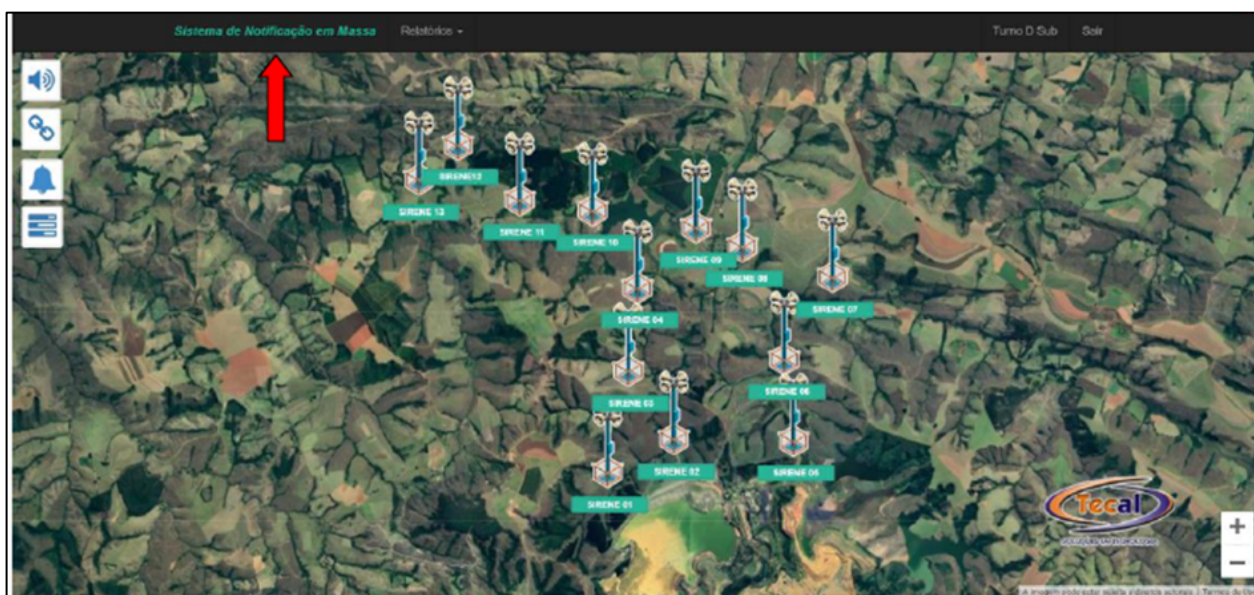 Sistema de Notificação em Massa
Relatórios
Turno D Sub
Sair
SIRENE12
SIRENE 13
SIRENE 11
SIRENE 10
SIRENE 09
SIRENE 08
SIRENE 07
SIRENE 04
SIRENE 06
SIRENE 03
SIRENE 02
SIRENE 05
SIRENE 01
Tecal
+
−